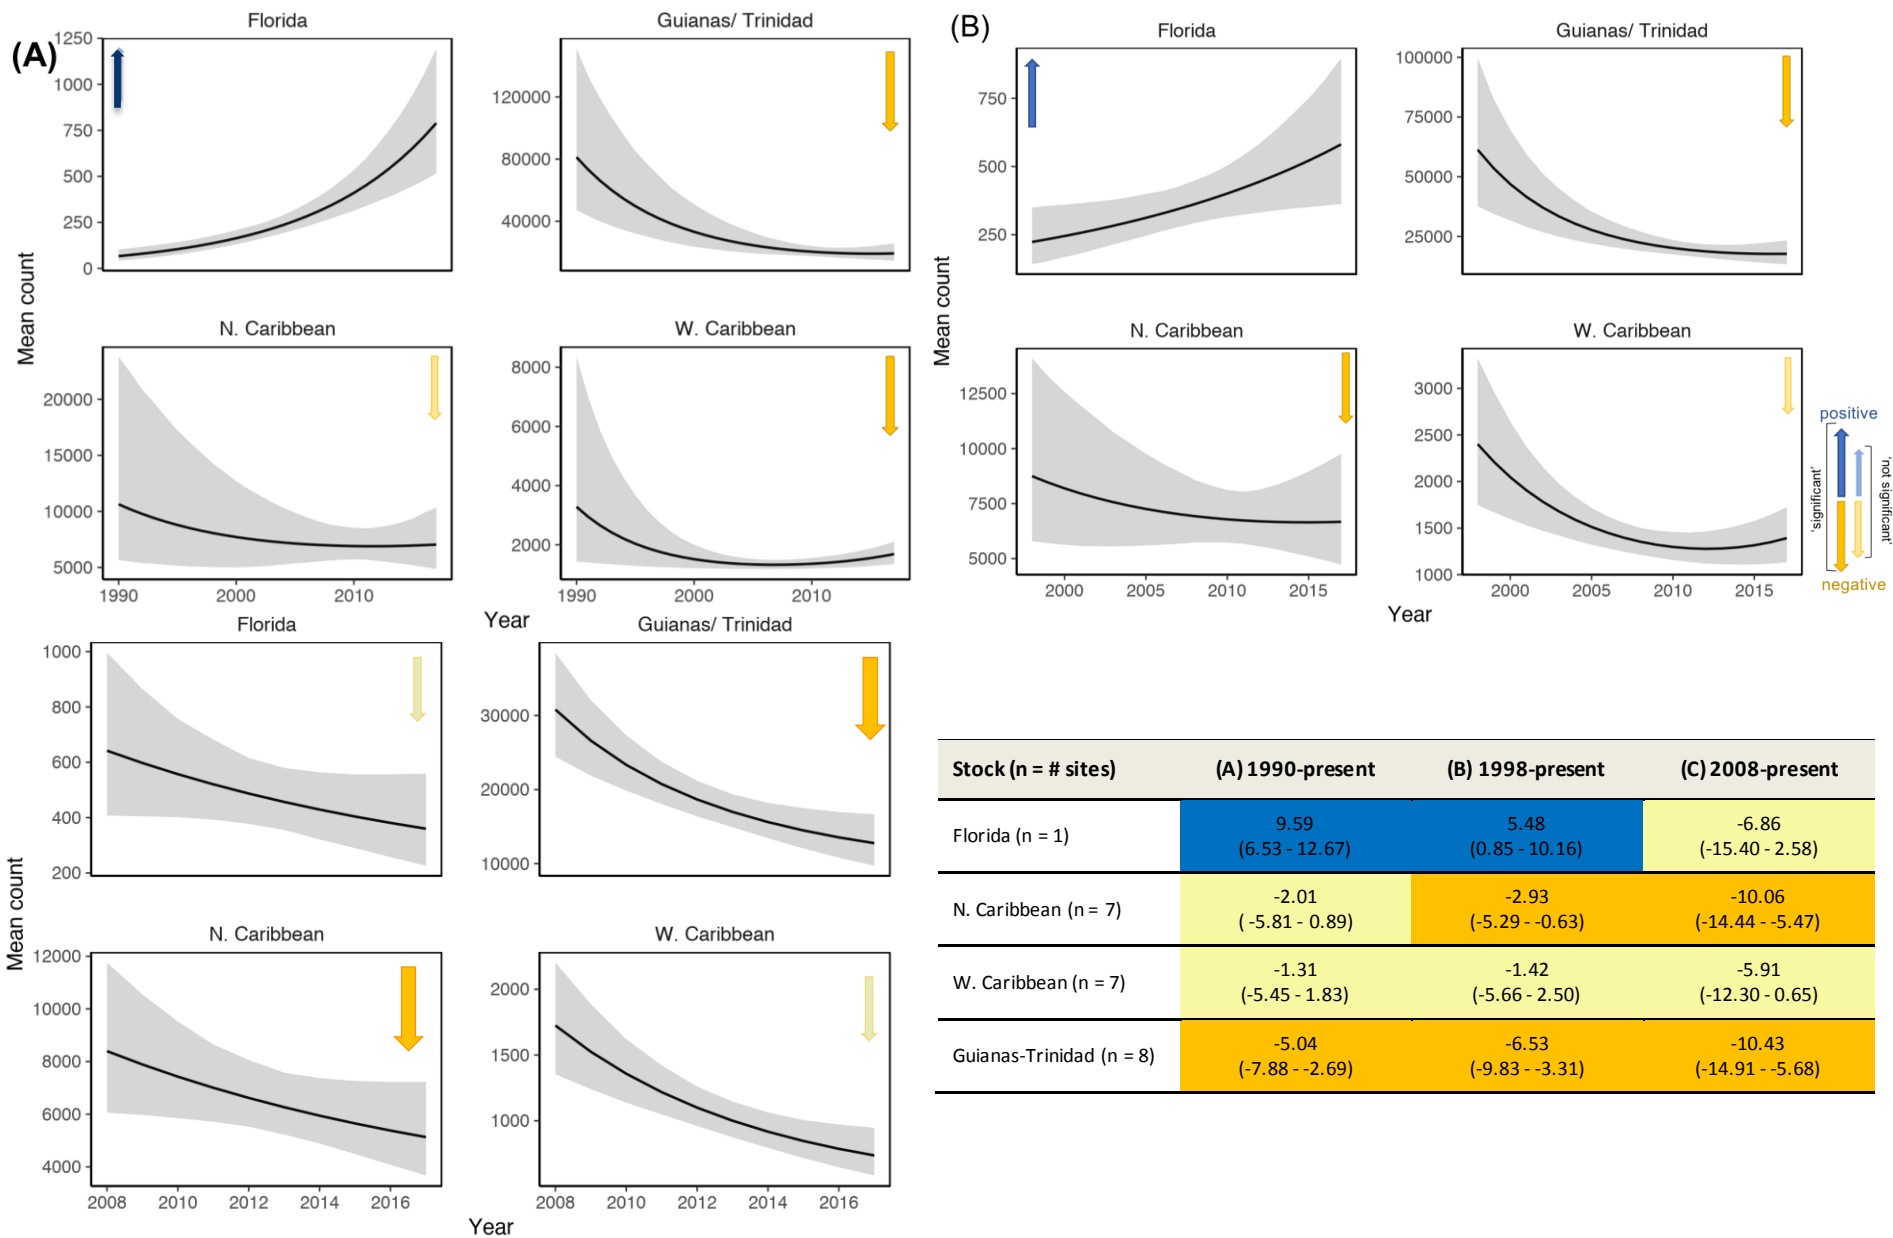 (A)
Florida
Guianas/ Trinidad
1250
1000
750
500
250
0
120000
80000
40000
Mean count
N. Caribbean
W. Caribbean
20000
15000
10000
5000
8000
6000
4000
2000
1990 2000 2010
1990 2000 2010
Year
(B)
Florida
Guianas/ Trinidad
750
500
250
100000
75000
50000
25000
Mean count
N. Caribbean
W. Caribbean
12500
10000
7500
5000
3000
2500
2000
1500
1000
2000 2005 2010 2015
2000 2005 2010 2015
Year
positive
'significant'
'not significant'
negative
Florida
Guianas/ Trinidad
1000
800
600
400
200
30000
20000
10000
Mean count
N. Caribbean
W. Caribbean
12000
10000
8000
6000
4000
2000
1500
1000
2008 2010 2012 2014 2016
2008 2010 2012 2014 2016
Year
Stock (n = # sites) (A) 1990-present (B) 1998-present (C) 2008-present
Florida (n = 1) 9.59 5.48 -6.86
(6.53 - 12.67) (0.85 - 10.16) (-15.40 - 2.58)
N. Caribbean (n = 7) -2.01 -2.93 -10.06
( -5.81 - 0.89) (-5.29 - -0.63) (-14.44 - -5.47)
W. Caribbean (n = 7) -1.31 -1.42 -5.91
(-5.45 - 1.83) (-5.66 - 2.50) (-12.30 - 0.65)
Guianas-Trinidad (n = 8) -5.04 -6.53 -10.43
(-7.88 - -2.69) (-9.83 - -3.31) (-14.91 - -5.68)